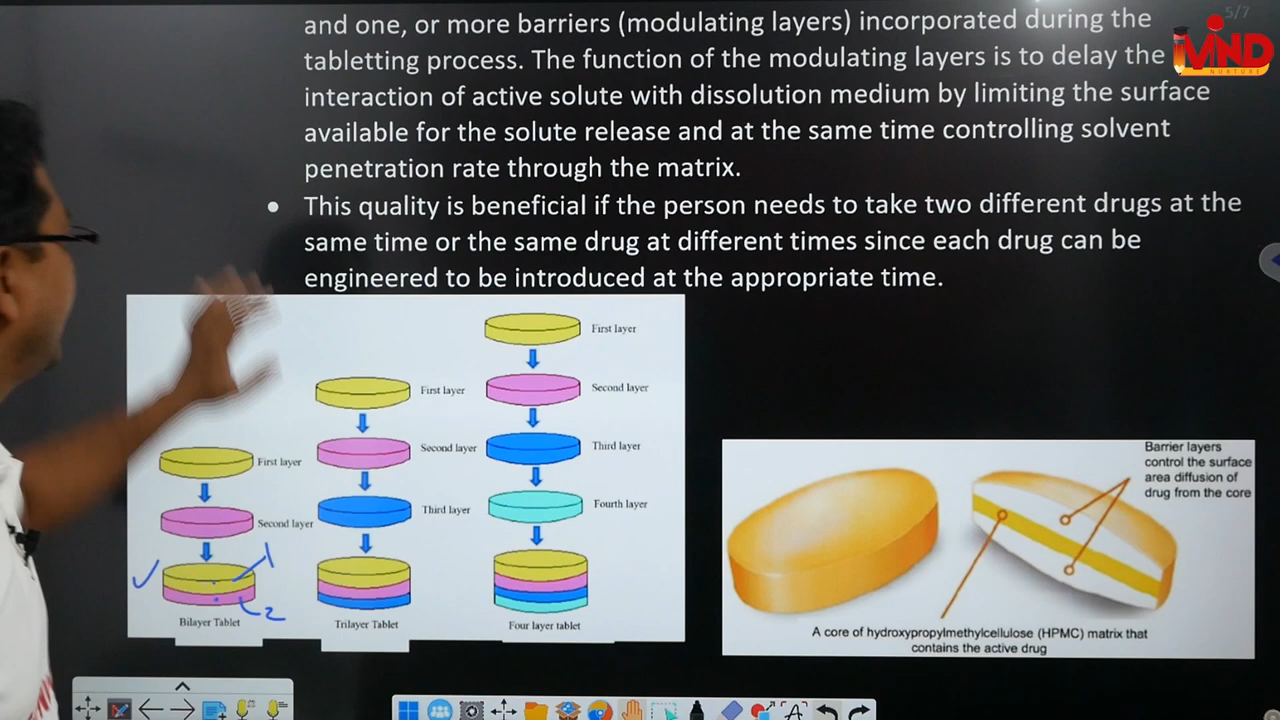 5/7
and one, or more barriers (modulating layers) incorporated during the
tabletting process. The function of the modulating layers is to delay the
interaction of active solute with dissolution medium by limiting the surface
available for the solute release and at the same time controlling solvent
penetration rate through the matrix.
• This quality is beneficial if the person needs to take two different drugs at the
same time or the same drug at different times since each drug can be
engineered to be introduced at the appropriate time.
MIND
NURTURE
First layer
Second layer
Bilayer Tablet
1
2
First layer
Second layer
Third layer
Trilayer Tablet
First layer
Second layer
Third layer
Fourth layer
Four layer tablet
Barrier layers
control the surface
area diffusion of
drug from the core
A core of hydroxypropylmethylcellulose (HPMC) matrix that
contains the active drug